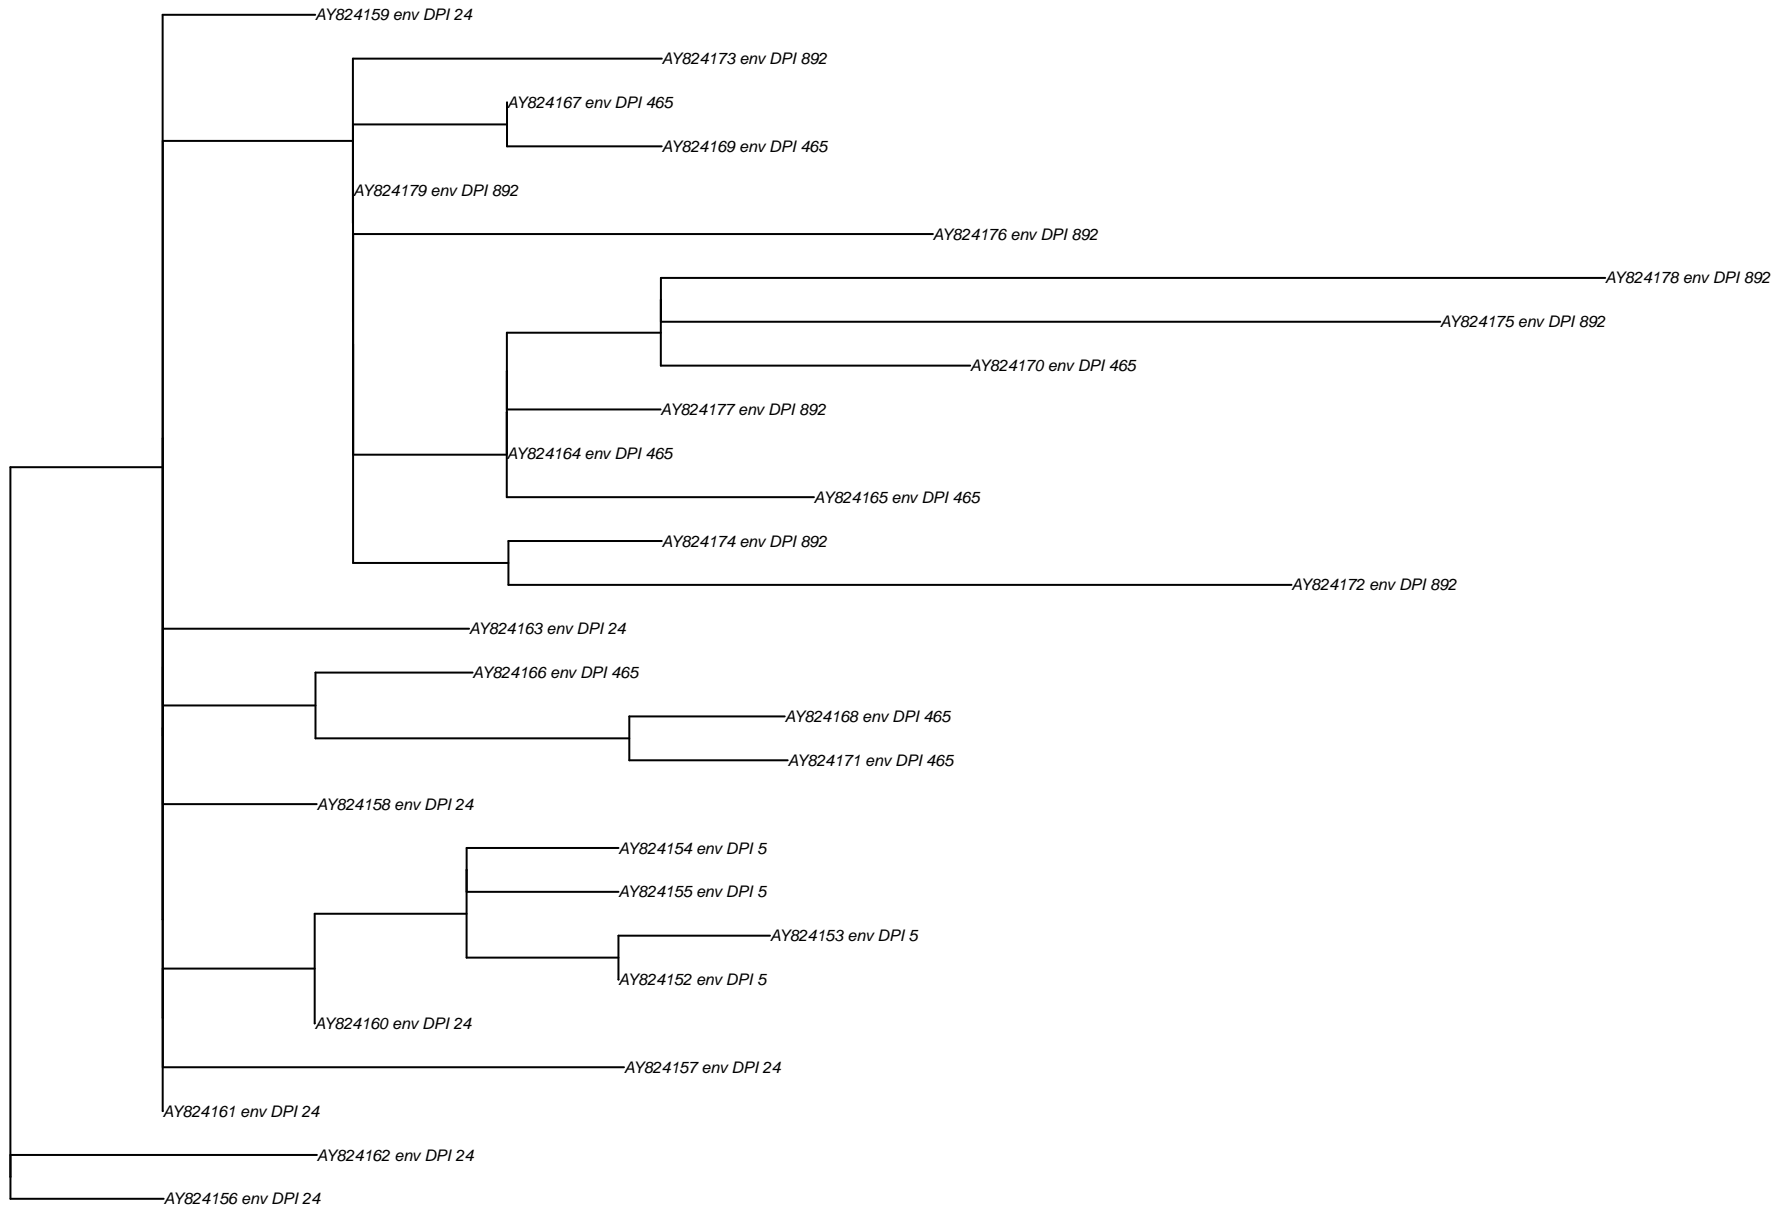 AY824159 env DPI 24
AY824173 env DPI 892
AY824167 env DPI 465
AY824169 env DPI 465
AY824179 env DPI 892
AY824176 env DPI 892
AY824178 env DPI 892
AY824175 env DPI 892
AY824170 env DPI 465
AY824177 env DPI 892
AY824164 env DPI 465
AY824165 env DPI 465
AY824174 env DPI 892
AY824172 env DPI 892
AY824163 env DPI 24
AY824166 env DPI 465
AY824168 env DPI 465
AY824171 env DPI 465
AY824158 env DPI 24
AY824154 env DPI 5
AY824155 env DPI 5
AY824153 env DPI 5
AY824152 env DPI 5
AY824160 env DPI 24
AY824157 env DPI 24
AY824161 env DPI 24
AY824162 env DPI 24
AY824156 env DPI 24